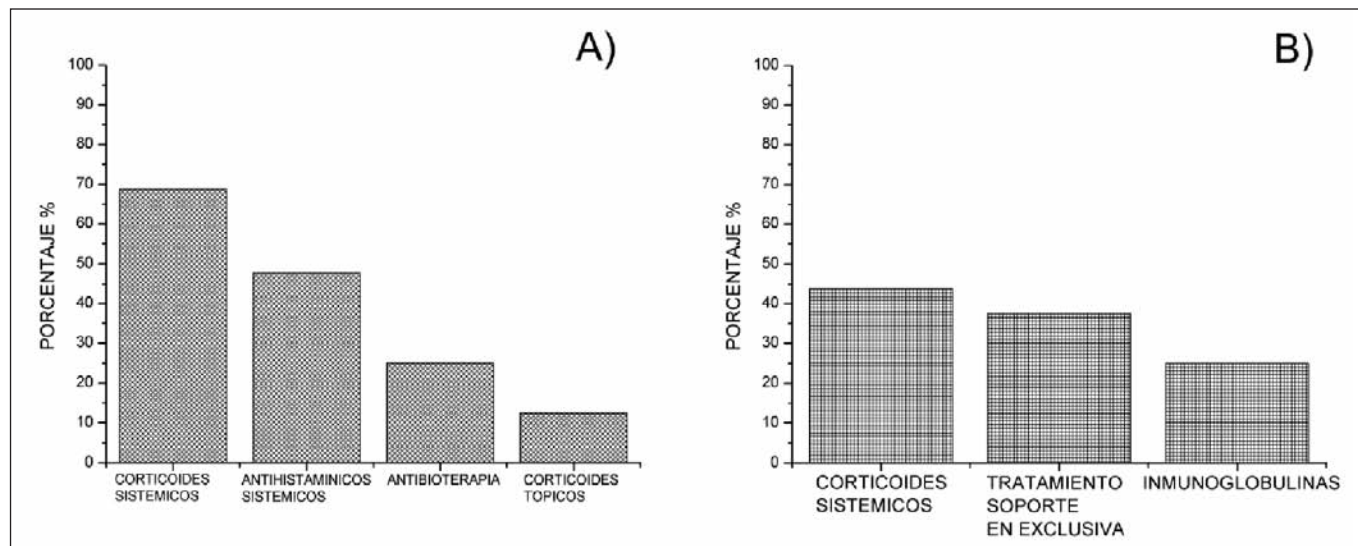 A)
PORCENTAJE %
100
90
80
70
60
50
40
30
20
10
0
CORTICOIDES
SISTEMICOS
ANTIHISTAMINICOS
SISTEMICOS
ANTIBIOTERAPIA
CORTICOIDES
TOPICOS
B)
PORCENTAJE %
100
90
80
70
60
50
40
30
20
10
0
CORTICOIDES
SISTEMICOS
TRATAMIENTO
SOPORTE
EN EXCLUSIVA
INMUNOGLOBULINAS